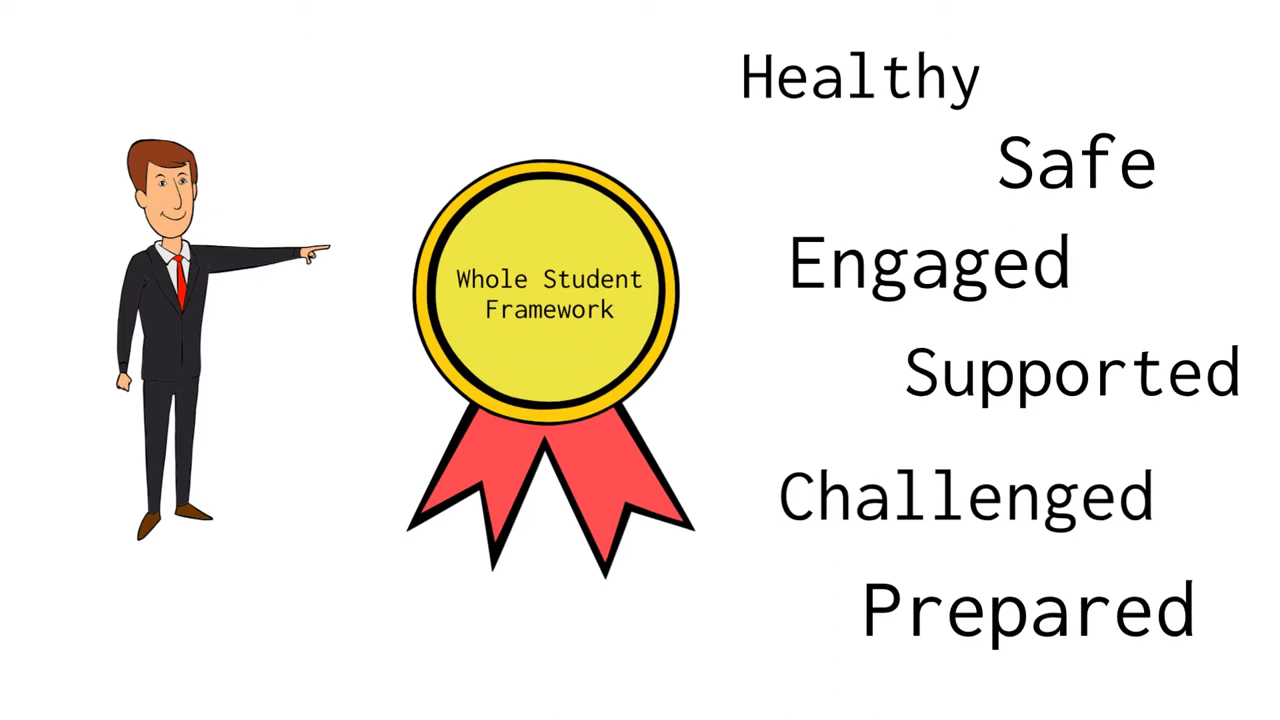 Whole Student
Framework
Healthy
Safe
Engaged
Supported
Challenged
Prepared